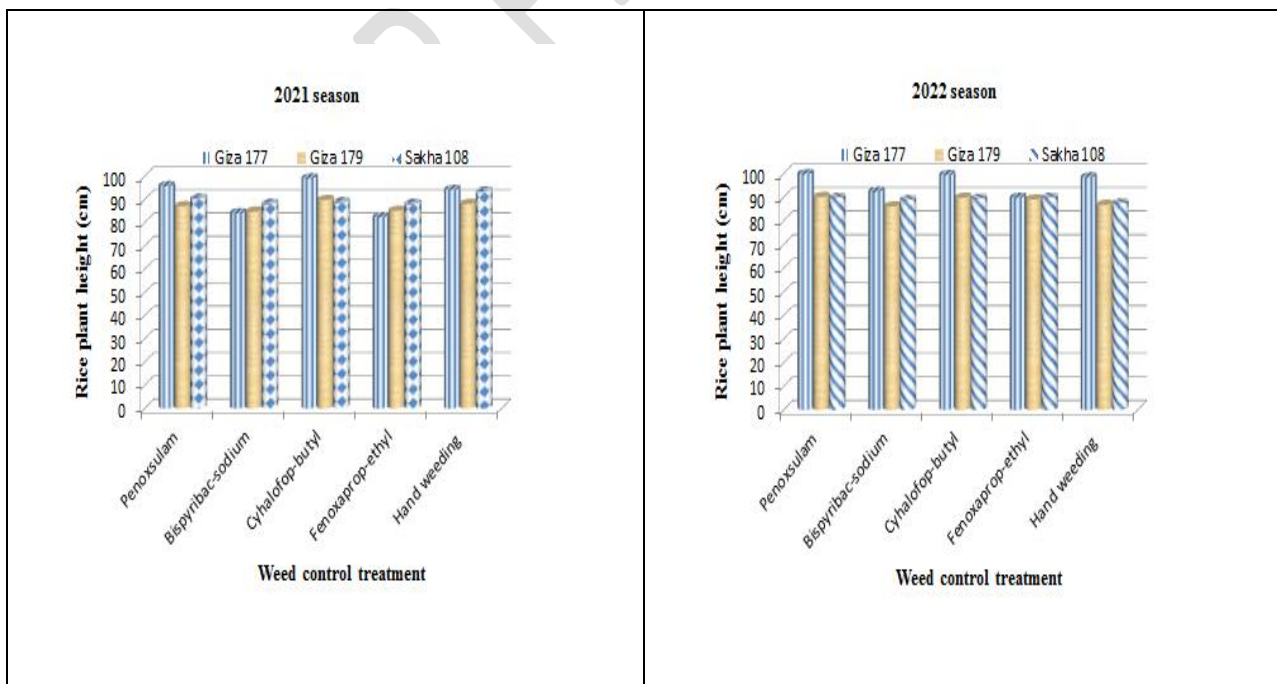 2021 season
Giza 177 Giza 179 Sakha 108
Rice plant height (cm)
100
90
80
70
60
50
40
30
20
10
0
Penoxsulam
Bispyribac-sodium
Cyhalofop-butyl
Fenoxaprop-ethyl
Hand weeding
Weed control treatment
2022 season
Giza 177 Giza 179 Sakha 108
Rice plant height (cm)
100
90
80
70
60
50
40
30
20
10
0
Penoxsulam
Bispyribac-sodium
Cyhalofop-butyl
Fenoxaprop-ethyl
Hand weeding
Weed control treatment